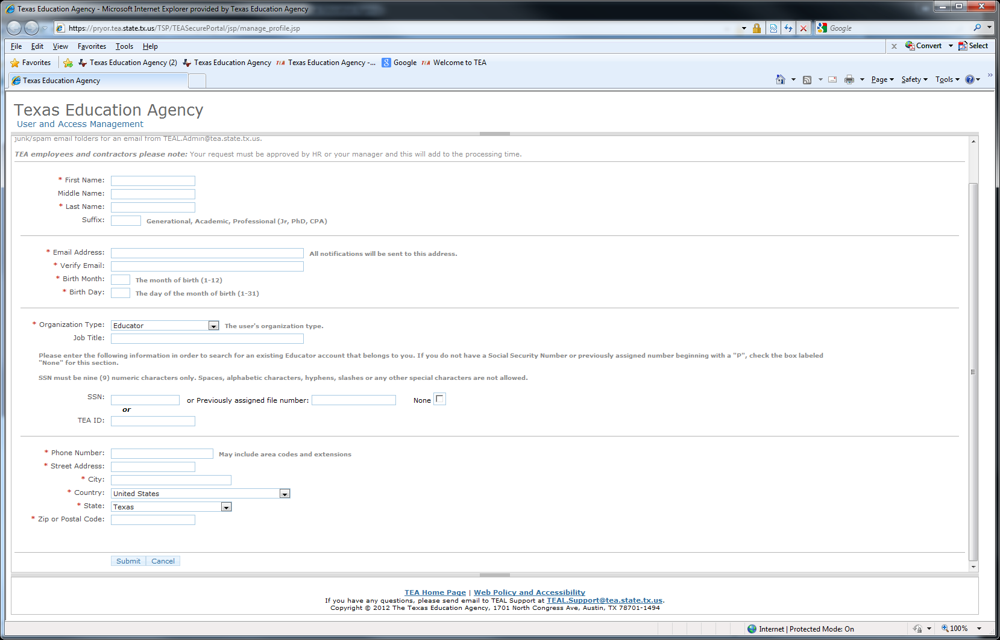 Texas Education Agency - Microsoft Internet Explorer provided by Texas Education Agency
https://pryor.tea.state.tx.us/TSP/TEASecurePortal/jsp/manage_profile.jsp
Google
File Edit View Favorites Tools Help
x Convert Select
Favorites Texas Education Agency (2) Texas Education Agency TEA Texas Education Agency -... 8 Google TEA Welcome to TEA
Texas Education Agency
Page Safety Tools ? »
Texas Education Agency
User and Access Management
junk/spam email folders for an email from TEAL.Admin@tea.state.tx.us.
TEA employees and contractors please note: Your request must be approved by HR or your manager and this will add to the processing time.
* First Name:
Middle Name:
* Last Name:
Suffix: Generational, Academic, Professional (Jr, PhD, CPA)
* Email Address: All notifications will be sent to this address.
* Verify Email:
* Birth Month: The month of birth (1-12)
* Birth Day: The day of the month of birth (1-31)
* Organization Type: Educator The user's organization type.
Job Title:
Please enter the following information in order to search for an existing Educator account that belongs to you. If you do not have a Social Security Number or previously assigned number beginning with a "P", check the box labeled
"None" for this section.
SSN must be nine (9) numeric characters only. Spaces, alphabetic characters, hyphens, slashes or any other special characters are not allowed.
SSN: or Previously assigned file number: None
or
TEA ID:
* Phone Number: May include area codes and extensions
* Street Address:
* City:
* Country: United States
* State: Texas
* Zip or Postal Code:
Submit Cancel
TEA Home Page | Web Policy and Accessibility
If you have any questions, please send email to TEAL Support at TEAL.Support@tea.state.tx.us.
Copyright © 2012 The Texas Education Agency, 1701 North Congress Ave, Austin, TX 78701-1494
Internet | Protected Mode: On
100%